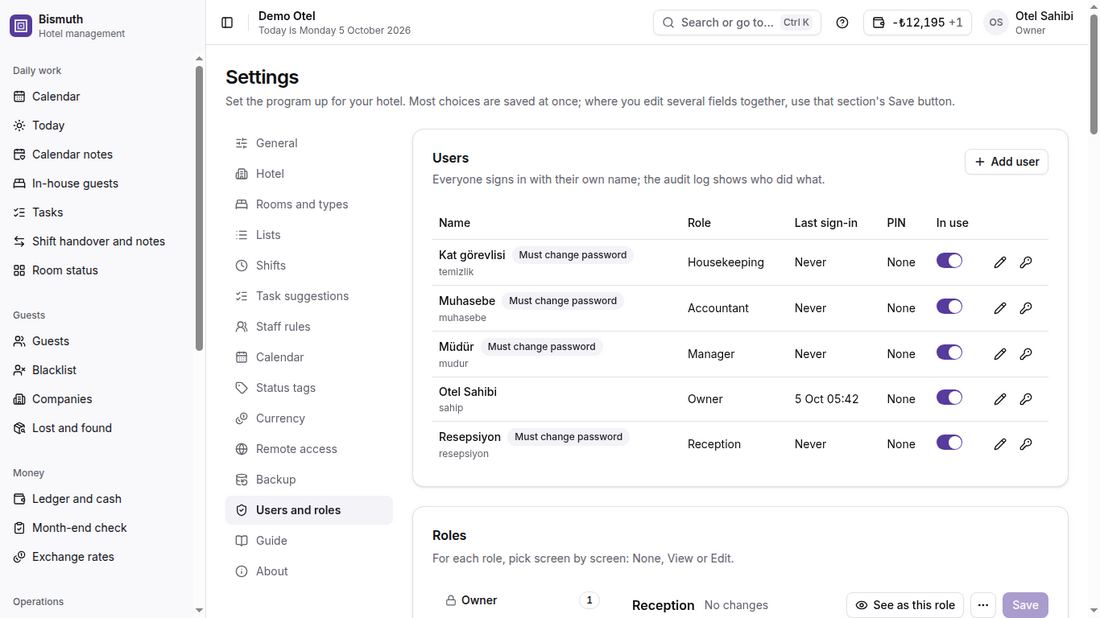 Bismuth
Hotel management
Daily work
Calendar
Today
Calendar notes
In-house guests
Tasks
Shift handover and notes
Room status
Guests
Guests
Blacklist
Companies
Lost and found
Money
Ledger and cash
Month-end check
Exchange rates
Operations
Demo Otel
Today is Monday 5 October 2026
Search or go to... Ctrl K
-₺12,195 +1
OS
Otel Sahibi
Owner
Settings
Set the program up for your hotel. Most choices are saved at once; where you edit several fields together, use that section's Save button.
General
Hotel
Rooms and types
Lists
Shifts
Task suggestions
Staff rules
Calendar
Status tags
Currency
Remote access
Backup
Users and roles
Guide
About
Users
Everyone signs in with their own name; the audit log shows who did what.
Add user
Name Role Last sign-in PIN In use
Kat görevlisi Must change password
temizlik
Housekeeping Never None
Muhasebe Must change password
muhasebe
Accountant Never None
Müdür Must change password
mudur
Manager Never None
Otel Sahibi
sahip
Owner 5 Oct 05:42 None
Resepsiyon Must change password
resepsiyon
Reception Never None
Roles
For each role, pick screen by screen: None, View or Edit.
Owner 1
Reception No changes
See as this role
Save